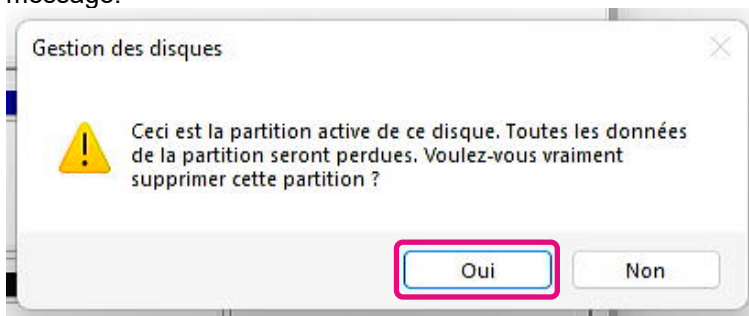 message.
Gestion des disques
Ceci est la partition active de ce disque. Toutes les données
de la partition seront perdues. Voulez-vous vraiment
supprimer cette partition ?
Oui Non